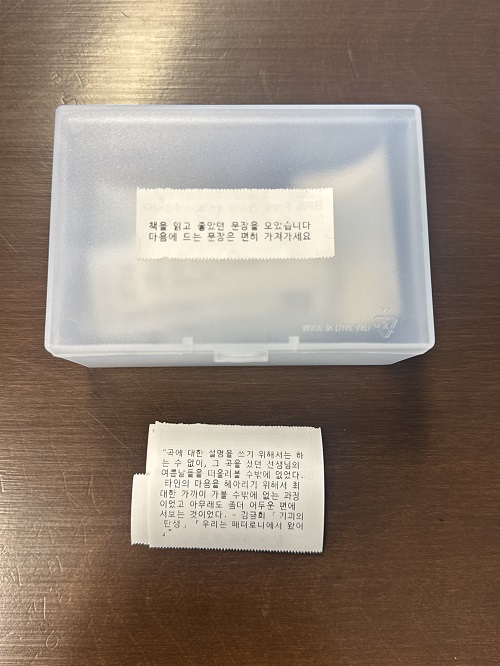 책을 읽고 좋았던 문장을 모았습니다
마음에 드는 문장은 편히 가져가세요
"곡에 대한 설명을 쓰기 위해서는 하
는 수 없이, 그 곡을 썼던 선생님의
여름날들을 떠올리볼 수밖에 없었다.
타인의 마음을 헤아리기 위해서 최
대한 가까이 가볼 수밖에 없는 과정
이었고 아무래도 좀더 어두운 편에
서보는 것이었다. - 김금희 「기괴의
탄생」『우리는 페퍼로니에서 왔어
』"